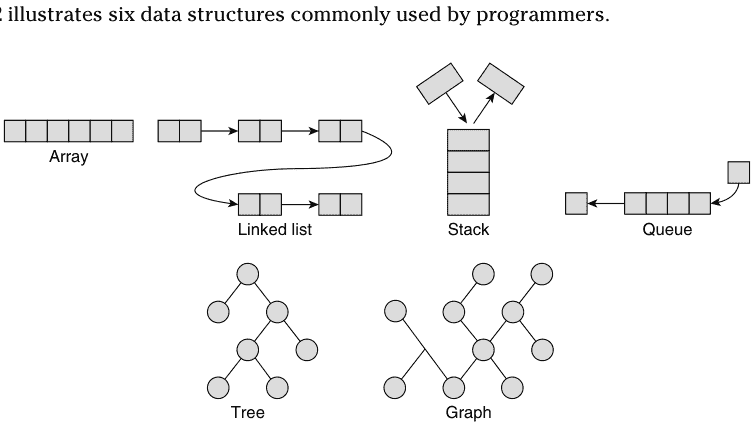 2 illustrates six data structures commonly used by programmers.
Array
Linked list
Stack
Queue
Tree
Graph